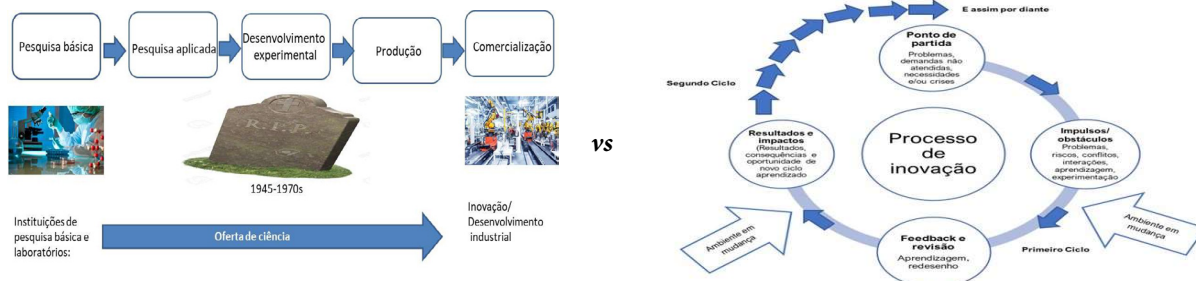 Pesquisa básica
Pesquisa aplicada
Desenvolvimento
experimental
Produção
Comercialização
R.I.P.
1945-1970s
Instituições de
pesquisa básica e
laboratórios:
Oferta de ciência
Inovação/
Desenvolvimento
industrial
vs
E assim por diante
Segundo Ciclo
Ponto de
partida
Problemas,
demandas não
atendidas,
necessidades
e/ou crises
Impulsos/
obstáculos
Problemas,
riscos, conflitos,
interações,
aprendizagem,
experimentação
Processo
de
inovação
Resultados e
impactos
(Resultados,
consequências e
oportunidade de
novo ciclo
aprendizado
Feedback e
revisão
Aprendizagem,
redesenho
Ambiente em
mudança
Ambiente em
mudança
Primeiro Ciclo